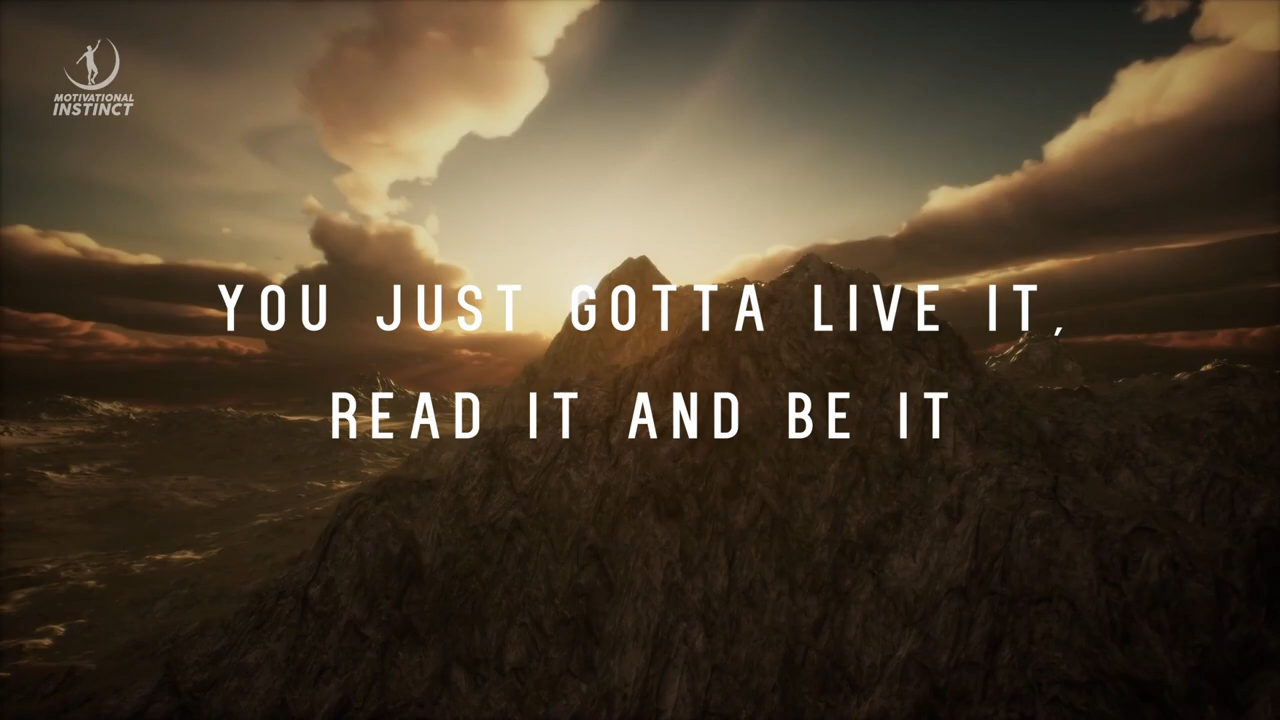 MOTIVATIONAL
INSTINCT
YOU JUST GOTTA LIVE IT,
READ IT AND BE IT